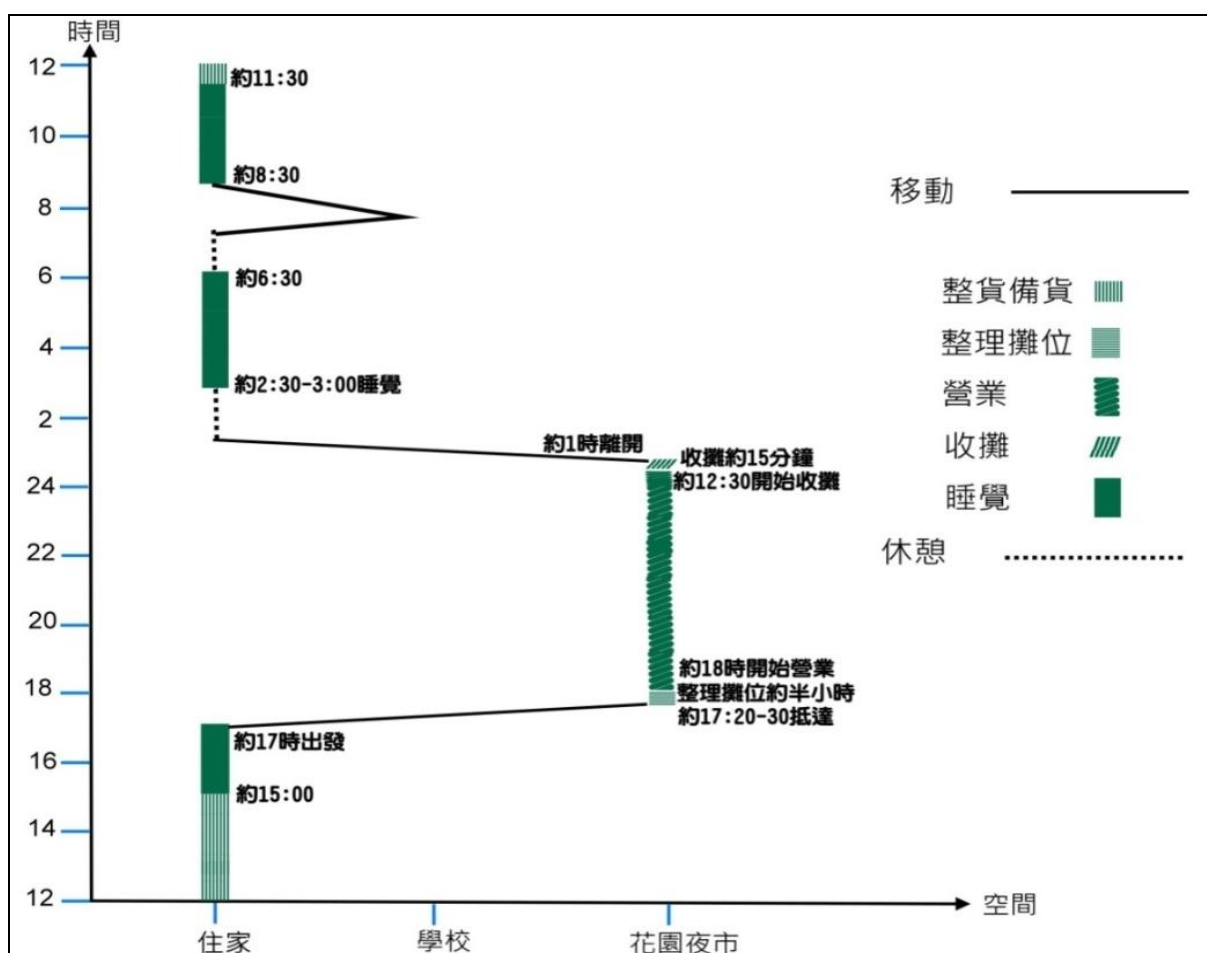 時間
12
約11:30
10
約8:30
8
移動
6
約6:30
整貨備貨
整理攤位
4
約2:30-3:00睡覺
營業
2
約1時離開
收攤約15分鐘
收攤
24
約12:30開始收攤
睡覺
22
休憩
20
約18時開始營業
18
整理攤位約半小時
約17:20-30抵達
約17時出發
16
約15:00
14
12
空間
住家
學校
花園夜市